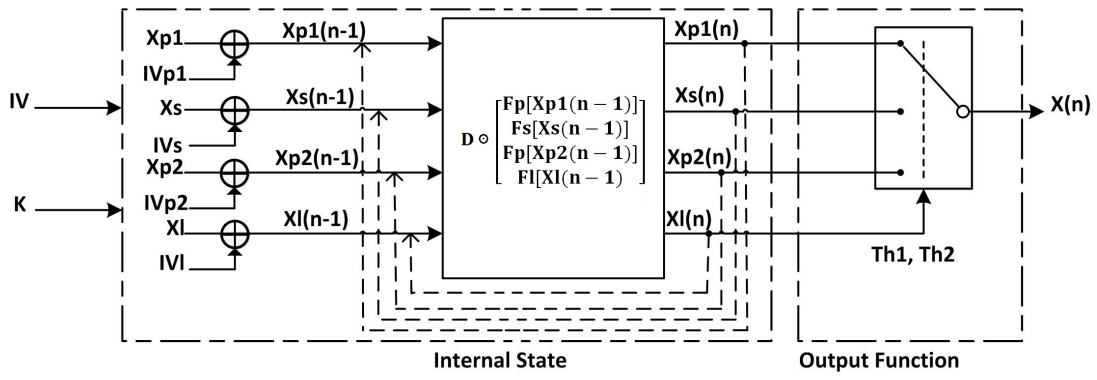 Xp1
Xp1(n-1)
Xp1(n)
IVp1
IV
Xs
Xs(n-1)
Xs(n)
X(n)
IVs
D ⊙
Fp[Xp1(n − 1)]
Fs[Xs(n − 1)]
Fp[Xp2(n − 1)]
Fl[Xl(n − 1)
Xp2
Xp2(n-1)
Xp2(n)
IVp2
K
Xl
Xl(n-1)
Xl(n)
IVl
Th1, Th2
Internal State
Output Function